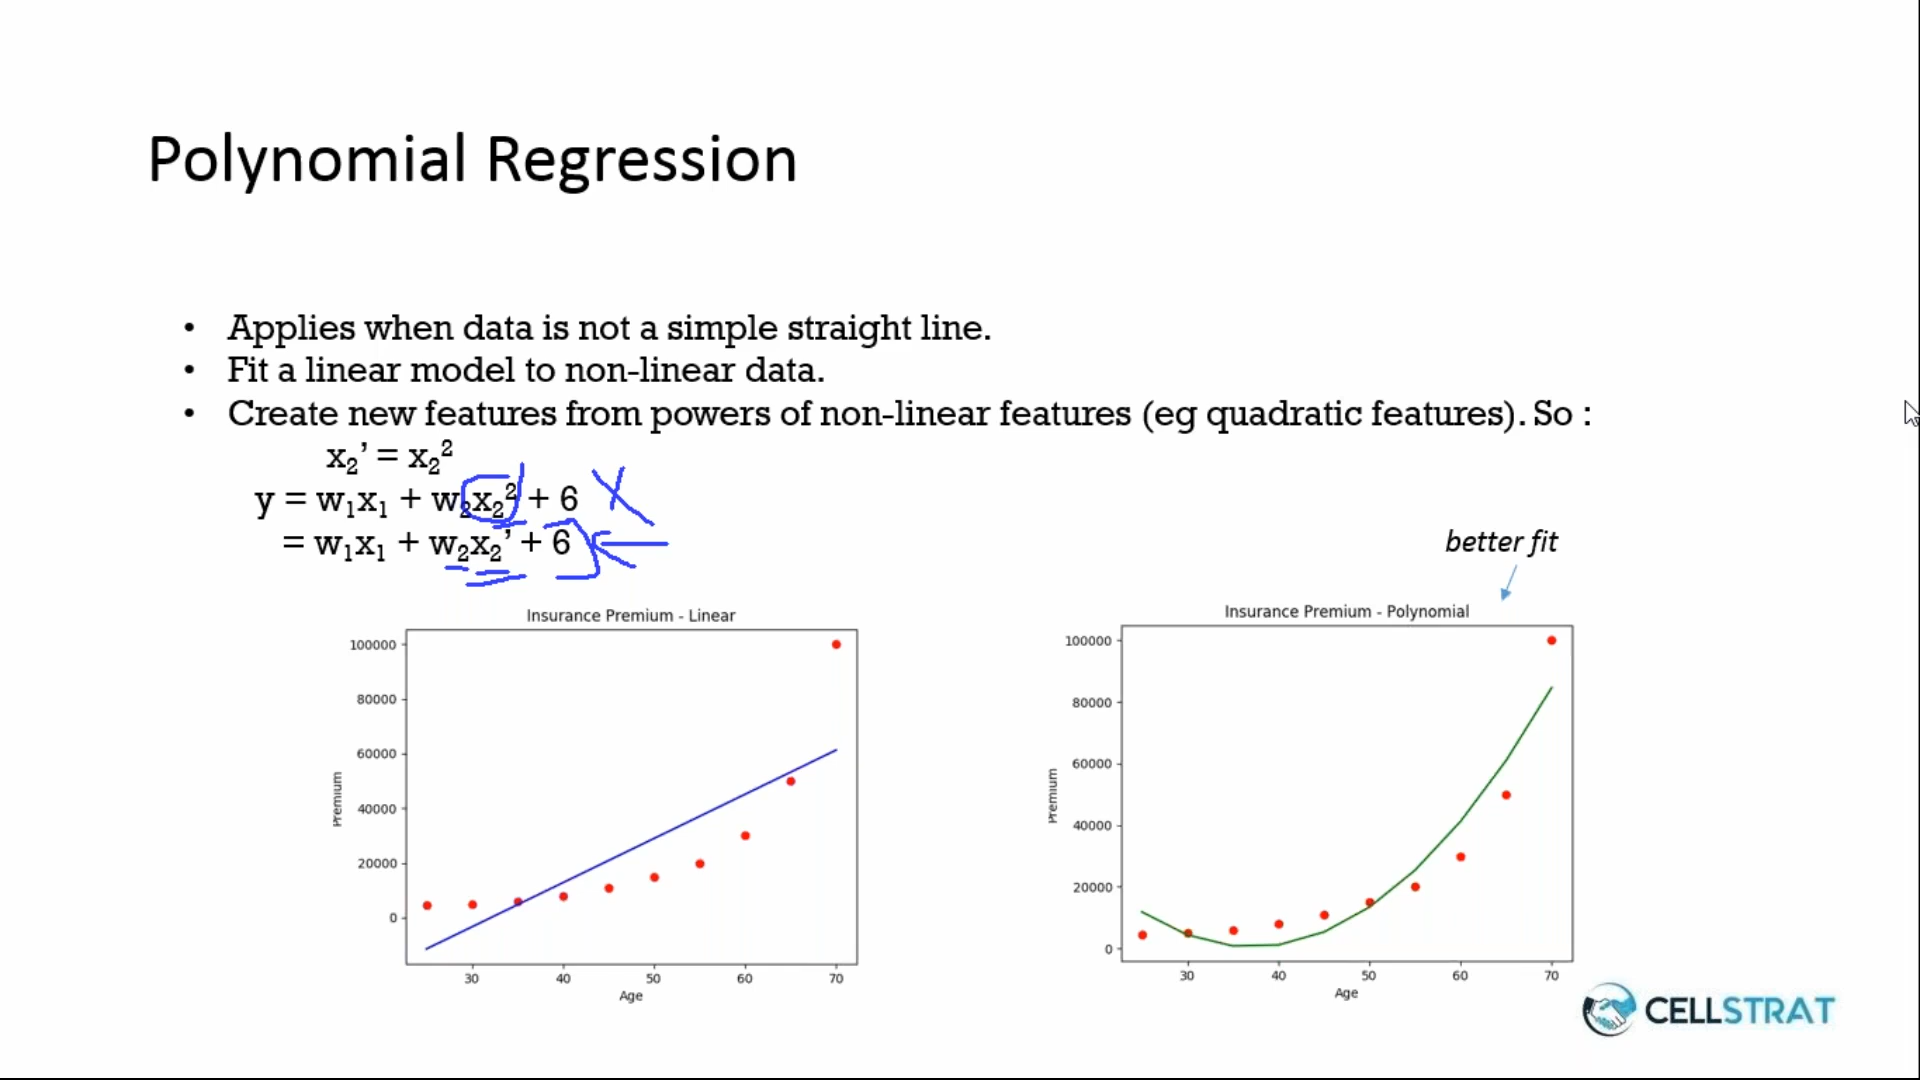 Polynomial Regression
• Applies when data is not a simple straight line.
• Fit a linear model to non-linear data.
• Create new features from powers of non-linear features (eg quadratic features). So :
x₂’ = x₂²
y = w₁x₁ + w₂x₂² + 6
= w₁x₁ + w₂x₂’ + 6
better fit
Insurance Premium - Linear
100000
80000
60000
40000
20000
0
Premium
30 40 50 60 70
Age
Insurance Premium - Polynomial
100000
80000
60000
40000
20000
0
Premium
30 40 50 60 70
Age
CELLSTRAT